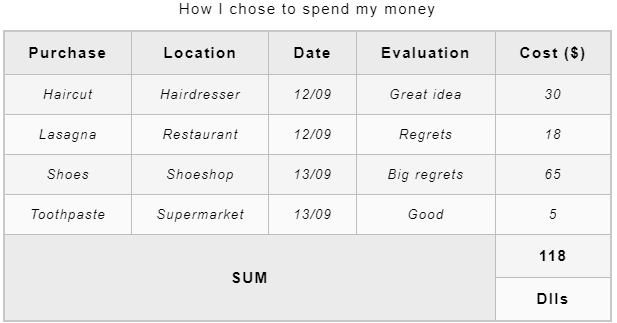 How I chose to spend my money
Purchase Location Date Evaluation Cost ($)
Haircut Hairdresser 12/09 Great idea 30
Lasagna Restaurant 12/09 Regrets 18
Shoes Shoeshop 13/09 Big regrets 65
Toothpaste Supermarket 13/09 Good 5
SUM 118
Dlls